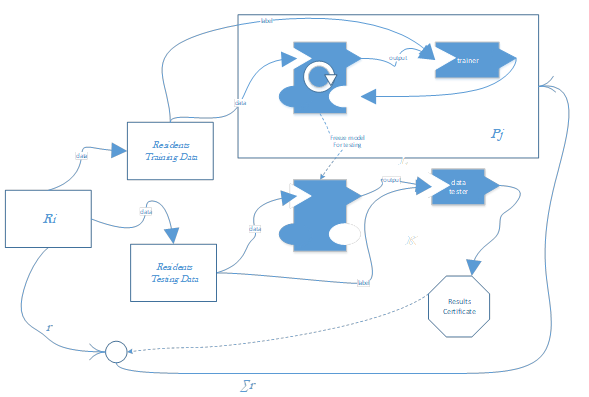 label
output
trainer
data
Residents
Training Data
Pj
data
Freeze model
For testing
output
data
tester
Ri
data
data
Residents
Testing Data
label
Results
Certificate
r
∑r